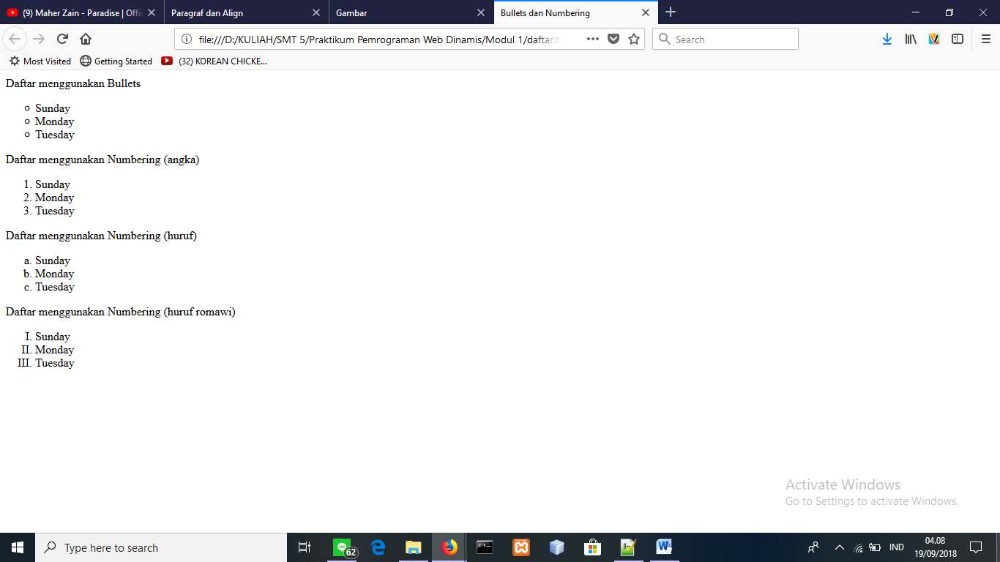 (9) Maher Zain - Paradise | Offi
Paragraf dan Align
Gambar
Bullets dan Numbering
file:///D:/KULIAH/SMT 5/Praktikum Pemrograman Web Dinamis/Modul 1/daftar.h
Search
Most Visited
Getting Started
(32) KOREAN CHICKE...
Daftar menggunakan Bullets
Sunday
Monday
Tuesday
Daftar menggunakan Numbering (angka)
1. Sunday
2. Monday
3. Tuesday
Daftar menggunakan Numbering (huruf)
a. Sunday
b. Monday
c. Tuesday
Daftar menggunakan Numbering (huruf romawi)
I. Sunday
II. Monday
III. Tuesday
Activate Windows
Go to Settings to activate Windows.
Type here to search
LINE
62
IND
04.08
19/09/2018